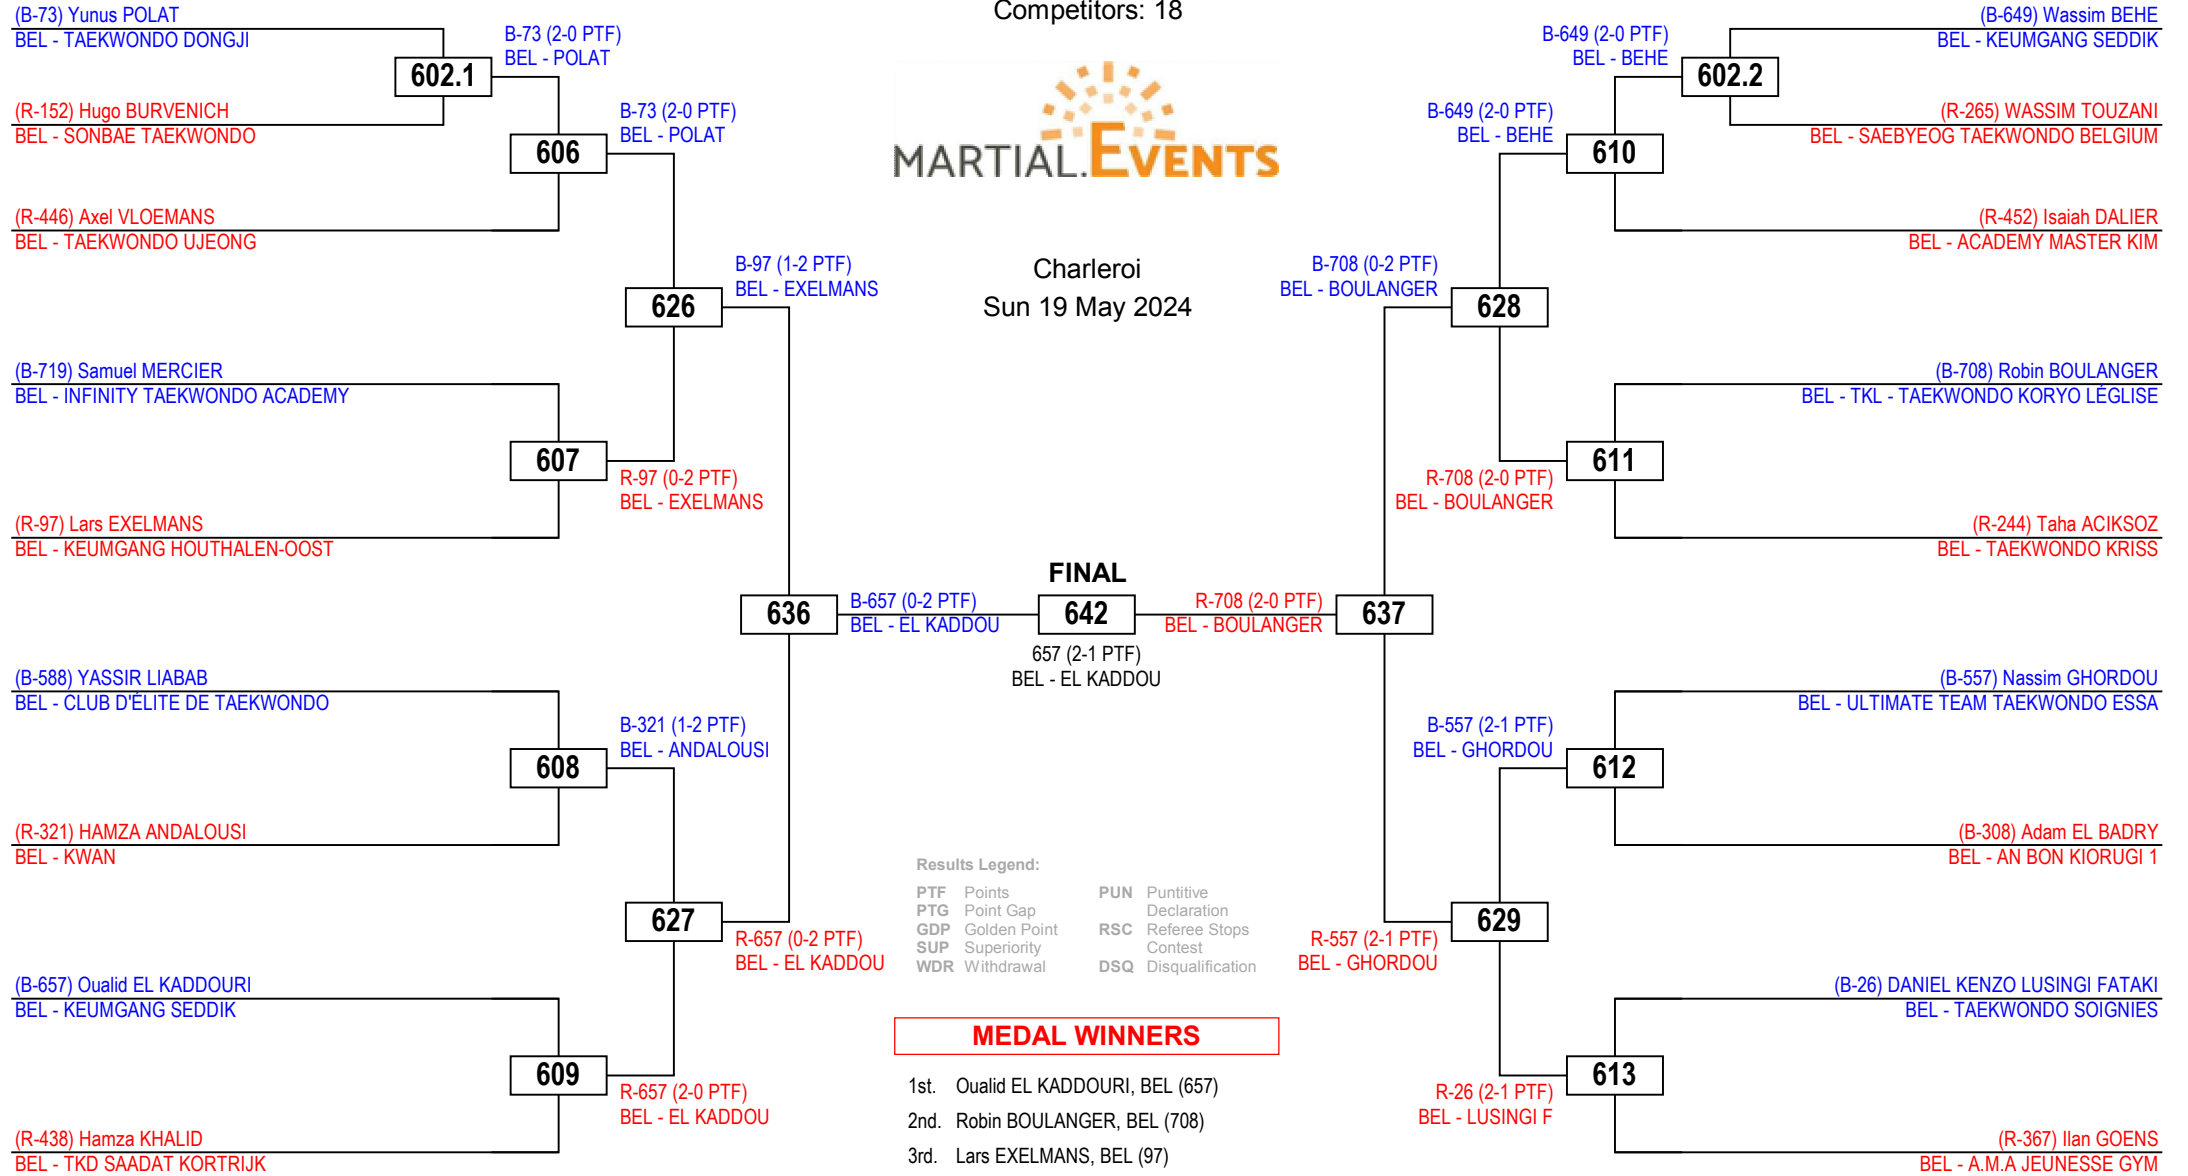 Competitors: 18
MARTIAL.EVENTS
Charleroi
Sun 19 May 2024
(B-73) Yunus POLAT
BEL - TAEKWONDO DONGJI
602.1
(R-152) Hugo BURVENICH
BEL - SONBAE TAEKWONDO
B-73 (2-0 PTF)
BEL - POLAT
606
(R-446) Axel VLOEMANS
BEL - TAEKWONDO UJEONG
B-73 (2-0 PTF)
BEL - POLAT
626
B-97 (1-2 PTF)
BEL - EXELMANS
(B-719) Samuel MERCIER
BEL - INFINITY TAEKWONDO ACADEMY
607
R-97 (0-2 PTF)
BEL - EXELMANS
(R-97) Lars EXELMANS
BEL - KEUMGANG HOUTHALEN-OOST
636
B-657 (0-2 PTF)
BEL - EL KADDOU
(B-588) YASSIR LIABAB
BEL - CLUB D'ÉLITE DE TAEKWONDO
608
B-321 (1-2 PTF)
BEL - ANDALOUSI
(R-321) HAMZA ANDALOUSI
BEL - KWAN
627
R-657 (0-2 PTF)
BEL - EL KADDOU
(B-657) Oualid EL KADDOURI
BEL - KEUMGANG SEDDIK
609
R-657 (2-0 PTF)
BEL - EL KADDOU
(R-438) Hamza KHALID
BEL - TKD SAADAT KORTRIJK
FINAL
642
657 (2-1 PTF)
BEL - EL KADDOU
(B-649) Wassim BEHE
BEL - KEUMGANG SEDDIK
602.2
(R-265) WASSIM TOUZANI
BEL - SAEBYEOG TAEKWONDO BELGIUM
B-649 (2-0 PTF)
BEL - BEHE
610
(R-452) Isaiah DALIER
BEL - ACADEMY MASTER KIM
B-649 (2-0 PTF)
BEL - BEHE
628
B-708 (0-2 PTF)
BEL - BOULANGER
(B-708) Robin BOULANGER
BEL - TKL - TAEKWONDO KORYO LÉGLISE
611
R-708 (2-0 PTF)
BEL - BOULANGER
(R-244) Taha ACIKSOZ
BEL - TAEKWONDO KRISS
637
R-708 (2-0 PTF)
BEL - BOULANGER
(B-557) Nassim GHORDOU
BEL - ULTIMATE TEAM TAEKWONDO ESSA
612
B-557 (2-1 PTF)
BEL - GHORDOU
(B-308) Adam EL BADRY
BEL - AN BON KIORUGI 1
629
R-557 (2-1 PTF)
BEL - GHORDOU
(B-26) DANIEL KENZO LUSINGI FATAKI
BEL - TAEKWONDO SOIGNIES
613
R-26 (2-1 PTF)
BEL - LUSINGI F
(R-367) Ilan GOENS
BEL - A.M.A JEUNESSE GYM
Results Legend:
PTF Points
PTG Point Gap
GDP Golden Point
SUP Superiority
WDR Withdrawal
PUN Puntitive
Declaration
RSC Referee Stops
Contest
DSQ Disqualification
MEDAL WINNERS
1st. Oualid EL KADDOURI, BEL (657)
2nd. Robin BOULANGER, BEL (708)
3rd. Lars EXELMANS, BEL (97)